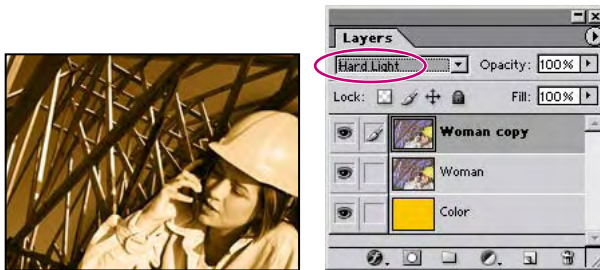 Layers
Hard Light Opacity: 100%
Lock: Fill: 100%
Woman copy
Woman
Color